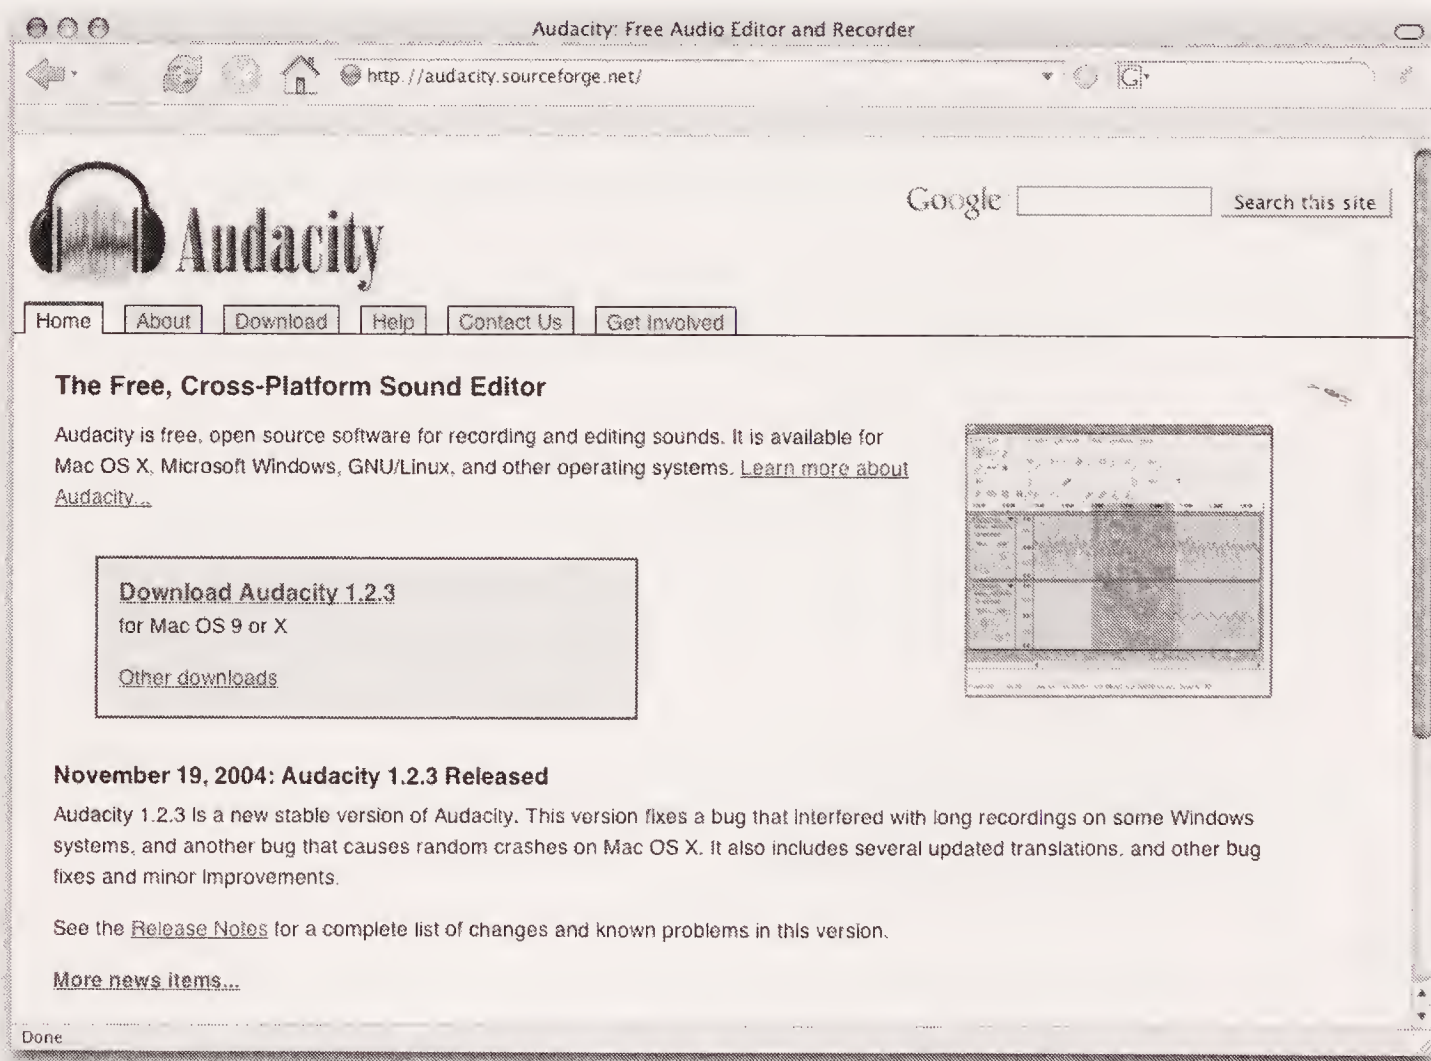 Audacity: Free Audio Editor and Recorder
http://audacity.sourceforge.net/
G
Google
Search this site
Audacity
Home
About
Download
Help
Contact Us
Get Involved
The Free, Cross-Platform Sound Editor
Audacity is free, open source software for recording and editing sounds. It is available for
Mac OS X, Microsoft Windows, GNU/Linux, and other operating systems. Learn more about
Audacity...
Download Audacity 1.2.3
for Mac OS 9 or X
Other downloads
November 19, 2004: Audacity 1.2.3 Released
Audacity 1.2.3 is a new stable version of Audacity. This version fixes a bug that interfered with long recordings on some Windows
systems, and another bug that causes random crashes on Mac OS X. It also includes several updated translations, and other bug
fixes and minor improvements.
See the Release Notes for a complete list of changes and known problems in this version.
More news items...
Done